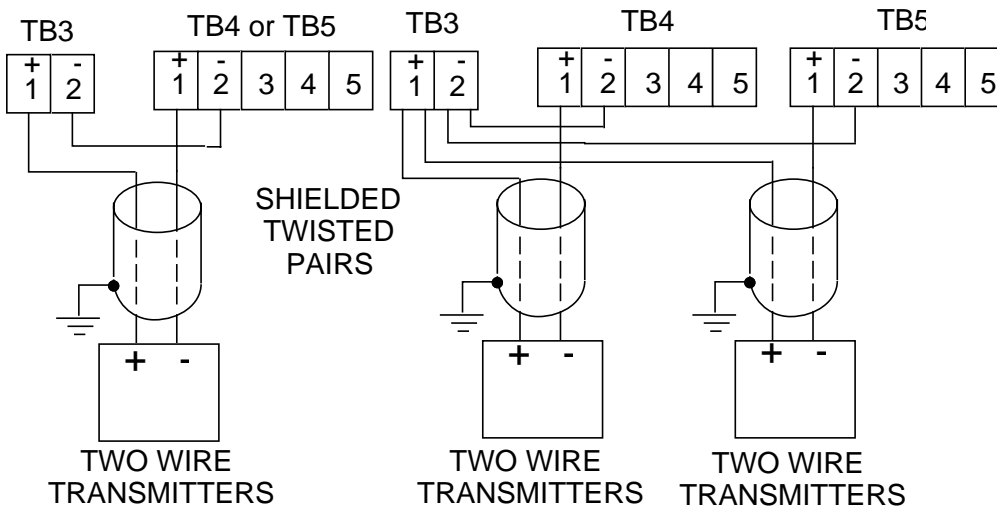 TB3
TB4 or TB5
TB3
TB4
TB5
+ -
1 2
+ -
1 2 3 4 5
+ -
1 2
+ -
1 2 3 4 5
+ -
1 2 3 4 5
SHIELDED
TWISTED
PAIRS
+ -
+ -
+ -
TWO WIRE
TRANSMITTERS
TWO WIRE
TRANSMITTERS
TWO WIRE
TRANSMITTERS